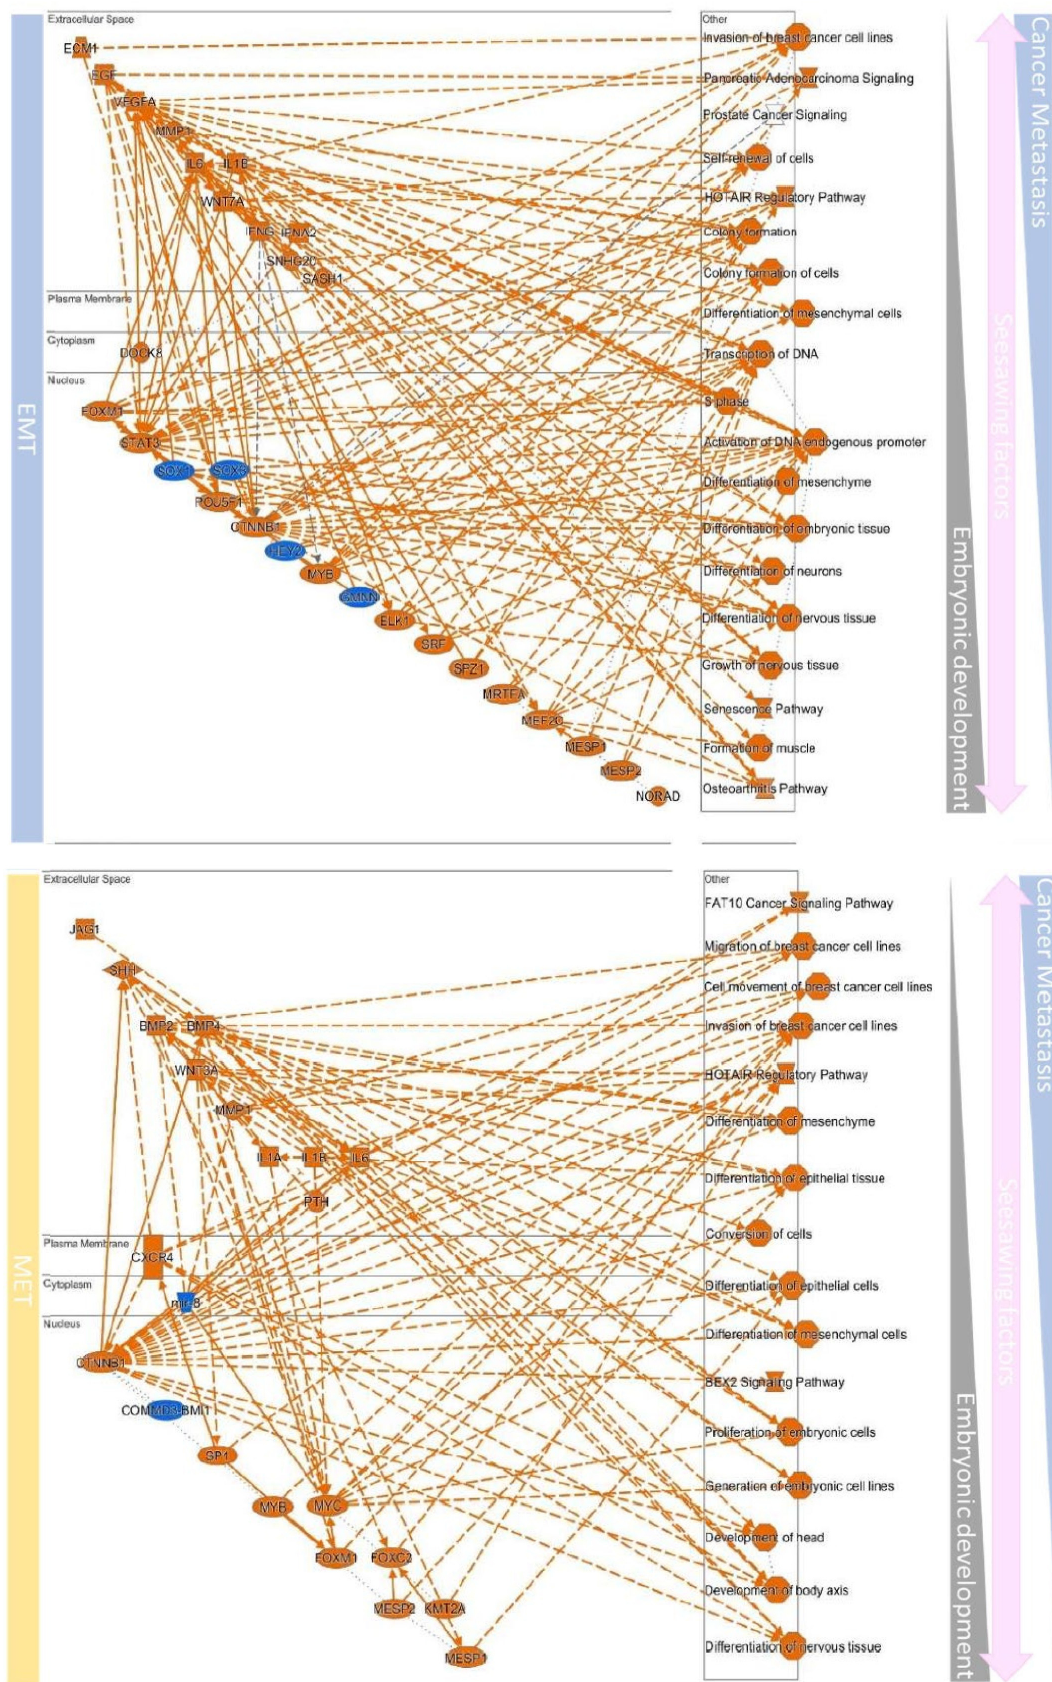 Extracellular Space
Other
ECM1
Invasion of breast cancer cell lines
EGF
Pancreatic Adenocarcinoma Signaling
VEGFA
Prostate Cancer Signaling
MMP1
IL6
IL1B
Self-renewal of cells
WNT7A
HOTAIR Regulatory Pathway
IFNG
IFNA2
Colony formation
SNHG20
Colony formation of cells
SASH1
Plasma Membrane
Differentiation of mesenchymal cells
Cytoplasm
DOCK8
Transcription of DNA
Nucleus
FOXM1
S phase
STAT3
Activation of DNA endogenous promoter
SOX1
SOX3
POU5F1
Differentiation of mesenchyme
CTNNB1
Differentiation of embryonic tissue
HEY2
MYB
Differentiation of neurons
GMNN
ELK1
Differentiation of nervous tissue
SRF
SPZ1
Growth of nervous tissue
MRTFA
Senescence Pathway
MEF2C
MESP1
Formation of muscle
MESP2
NORAD
Osteoarthritis Pathway
EMT
Embryonic development
Seesawing factors
Cancer Metastasis
Extracellular Space
Other
JAG1
FAT10 Cancer Signaling Pathway
SHH
Migration of breast cancer cell lines
Cell movement of breast cancer cell lines
BMP2
BMP4
Invasion of breast cancer cell lines
WNT3A
HOTAIR Regulatory Pathway
MMP1
Differentiation of mesenchyme
IL1A
IL1B
IL6
Differentiation of epithelial tissue
PTH
Plasma Membrane
Conversion of cells
CXCR4
Cytoplasm
Differentiation of epithelial cells
mir-8
Nucleus
Differentiation of mesenchymal cells
CTNNB1
BEX2 Signaling Pathway
COMMD3-BMI1
Proliferation of embryonic cells
SP1
Generation of embryonic cell lines
MYB
MYC
Development of head
FOXM1
FOXC2
Development of body axis
MESP2
KMT2A
Differentiation of nervous tissue
MESP1
MET
Embryonic development
Seesawing factors
Cancer Metastasis